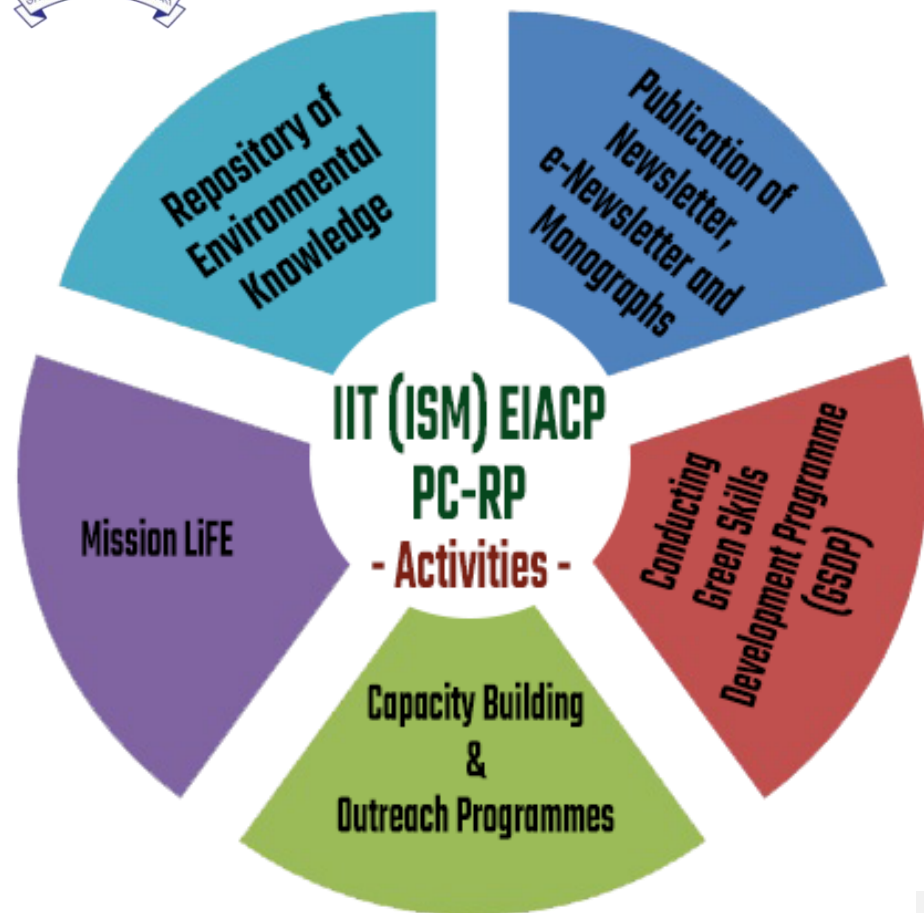 Repository of
Environmental
Knowledge
Publication of
Newsletter,
e-Newsletter and
Monographs
IIT (ISM) EIACP
PC-RP
- Activities -
Mission LiFE
Conducting
Green Skills
Development Programme
(GSDP)
Capacity Building
&
Outreach Programmes